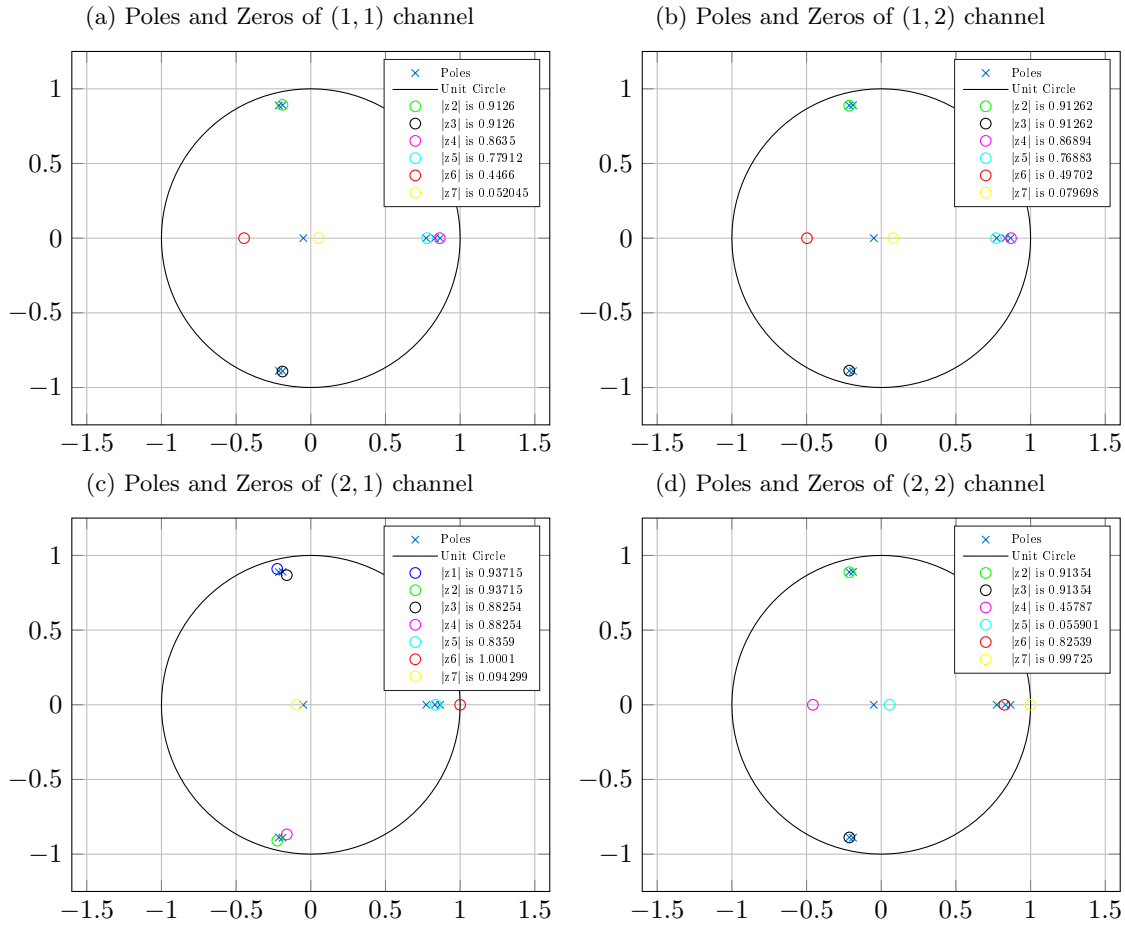 (a) Poles and Zeros of (1, 1) channel
Poles
Unit Circle
|z2| is 0.9126
|z3| is 0.9126
|z4| is 0.8635
|z5| is 0.77912
|z6| is 0.4466
|z7| is 0.052045
1
0.5
0
−0.5
−1
−1.5 −1 −0.5 0 0.5 1 1.5
(b) Poles and Zeros of (1, 2) channel
Poles
Unit Circle
|z2| is 0.91262
|z3| is 0.91262
|z4| is 0.86894
|z5| is 0.76883
|z6| is 0.49702
|z7| is 0.079698
1
0.5
0
−0.5
−1
−1.5 −1 −0.5 0 0.5 1 1.5
(c) Poles and Zeros of (2, 1) channel
Poles
Unit Circle
|z1| is 0.93715
|z2| is 0.93715
|z3| is 0.88254
|z4| is 0.88254
|z5| is 0.8359
|z6| is 1.0001
|z7| is 0.094299
1
0.5
0
−0.5
−1
−1.5 −1 −0.5 0 0.5 1 1.5
(d) Poles and Zeros of (2, 2) channel
Poles
Unit Circle
|z2| is 0.91354
|z3| is 0.91354
|z4| is 0.45787
|z5| is 0.055901
|z6| is 0.82539
|z7| is 0.99725
1
0.5
0
−0.5
−1
−1.5 −1 −0.5 0 0.5 1 1.5